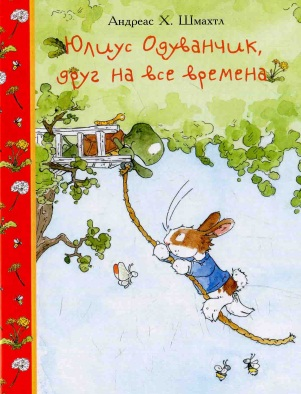 Андреас Х. Шмахтл
Юлиус Одуванчик,
друг на все времена